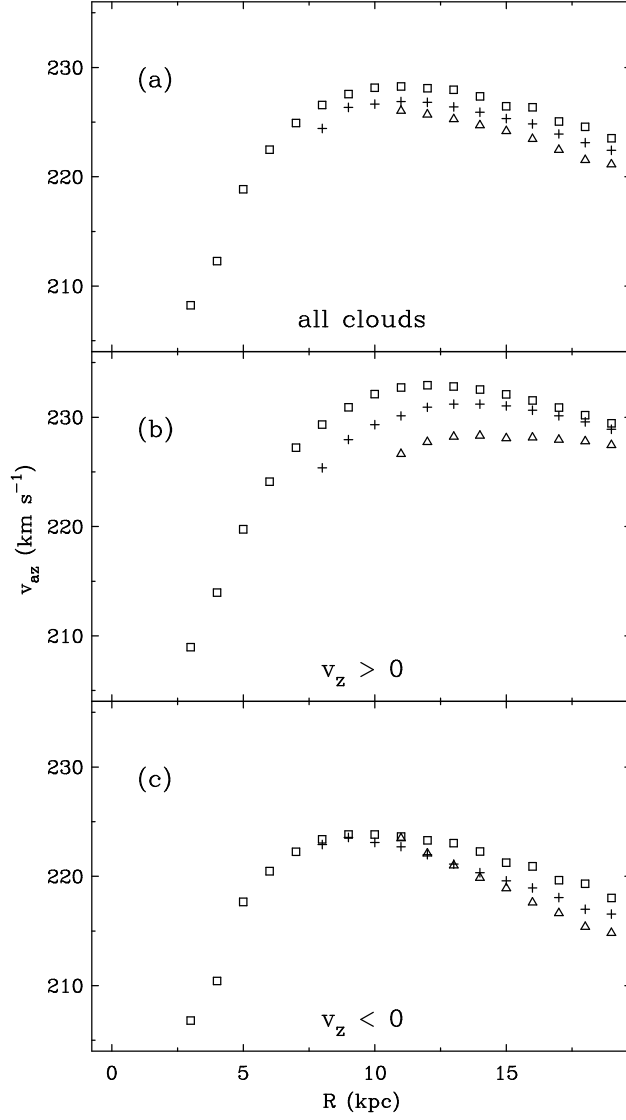 230
(a)
220
210
all clouds
230
(b)
220
210
v_z > 0
v_az (km s⁻¹)
230
(c)
220
210
v_z < 0
0 5 10 15
R (kpc)